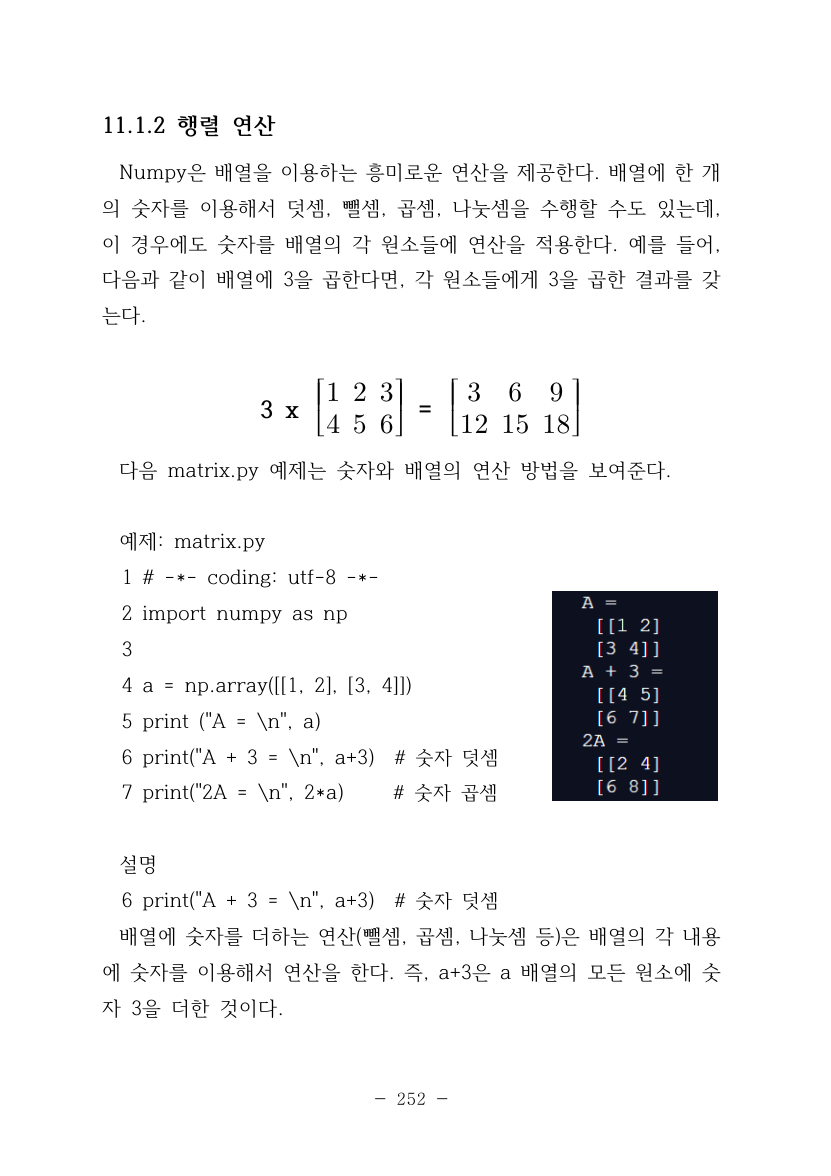 11.1.2 행렬 연산
Numpy은 배열을 이용하는 흥미로운 연산을 제공한다. 배열에 한 개
의 숫자를 이용해서 덧셈, 뺄셈, 곱셈, 나눗셈을 수행할 수도 있는데,
이 경우에도 숫자를 배열의 각 원소들에 연산을 적용한다. 예를 들어,
다음과 같이 배열에 3을 곱한다면, 각 원소들에게 3을 곱한 결과를 갖
는다.
3 x [1 2 3 = [3 6 9
4 5 6] 12 15 18]
다음 matrix.py 예제는 숫자와 배열의 연산 방법을 보여준다.
예제: matrix.py
1 # -*- coding: utf-8 -*-
2 import numpy as np
3
4 a = np.array([[1, 2], [3, 4]])
5 print ("A = \n", a)
6 print("A + 3 = \n", a+3) # 숫자 덧셈
7 print("2A = \n", 2*a) # 숫자 곱셈
A =
[[1 2]
[3 4]]
A + 3 =
[[4 5]
[6 7]]
2A =
[[2 4]
[6 8]]
설명
6 print("A + 3 = \n", a+3) # 숫자 덧셈
배열에 숫자를 더하는 연산(뺄셈, 곱셈, 나눗셈 등)은 배열의 각 내용
에 숫자를 이용해서 연산을 한다. 즉, a+3은 a 배열의 모든 원소에 숫
자 3을 더한 것이다.
- 252 -